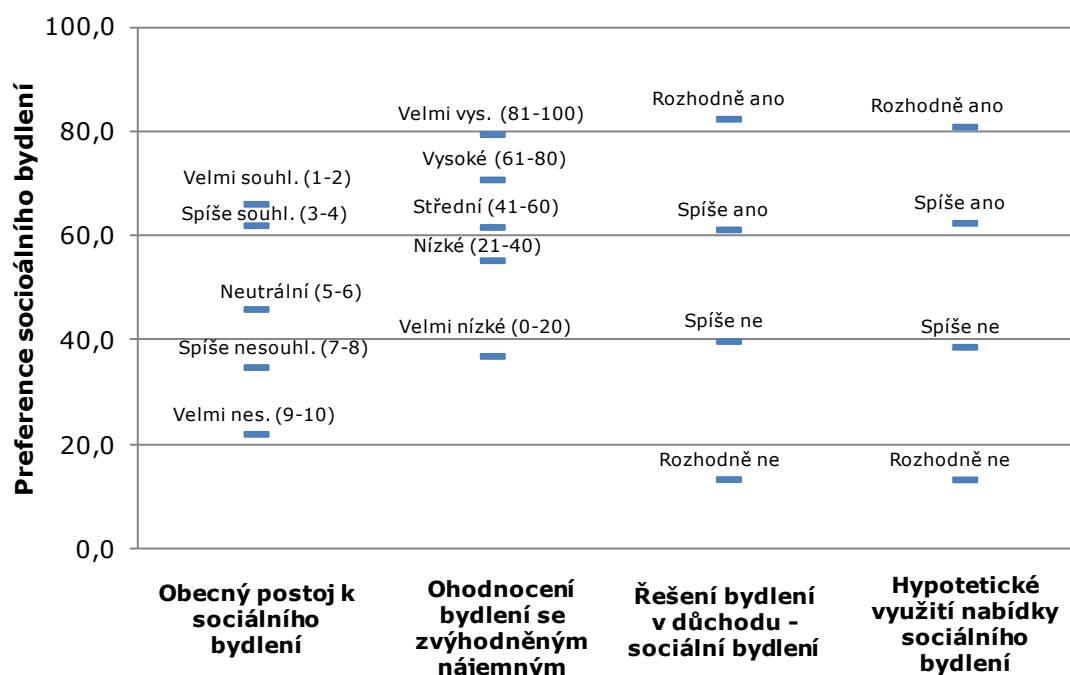 Preference socioálního bydlení
100,0
80,0
60,0
40,0
20,0
0,0
Velmi souhl. (1-2)
Spíše souhl. (3-4)
Neutrální (5-6)
Spíše nesouhl. (7-8)
Velmi nes. (9-10)
Velmi vys. (81-100)
Vysoké (61-80)
Střední (41-60)
Nízké (21-40)
Velmi nízké (0-20)
Rozhodně ano
Spíše ano
Spíše ne
Rozhodně ne
Rozhodně ano
Spíše ano
Spíše ne
Rozhodně ne
Obecný postoj k
sociálního
bydlení
Ohodnocení
bydlení se
zvýhodněným
nájemným
Řešení bydlení
v důchodu -
sociální bydlení
Hypotetické
využití nabídky
sociálního
bydlení